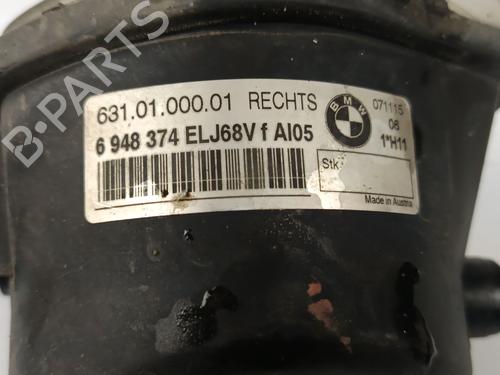 631.01.000.01 RECHTS
6 948 374 ELJ68V f AI05
BMW
071115
06
1*H11
Stk
Made in Austria
B-PARTS